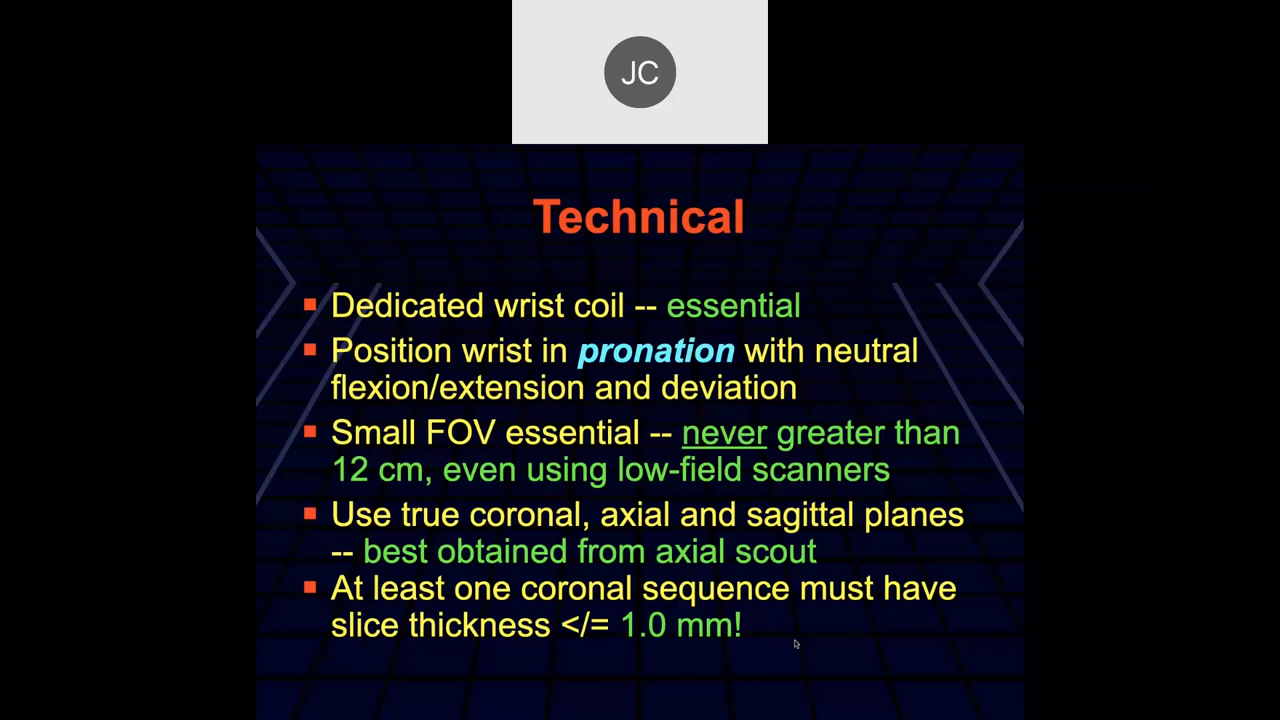 JC
Technical
Dedicated wrist coil -- essential
Position wrist in pronation with neutral
flexion/extension and deviation
Small FOV essential -- never greater than
12 cm, even using low-field scanners
Use true coronal, axial and sagittal planes
-- best obtained from axial scout
At least one coronal sequence must have
slice thickness </= 1.0 mm!